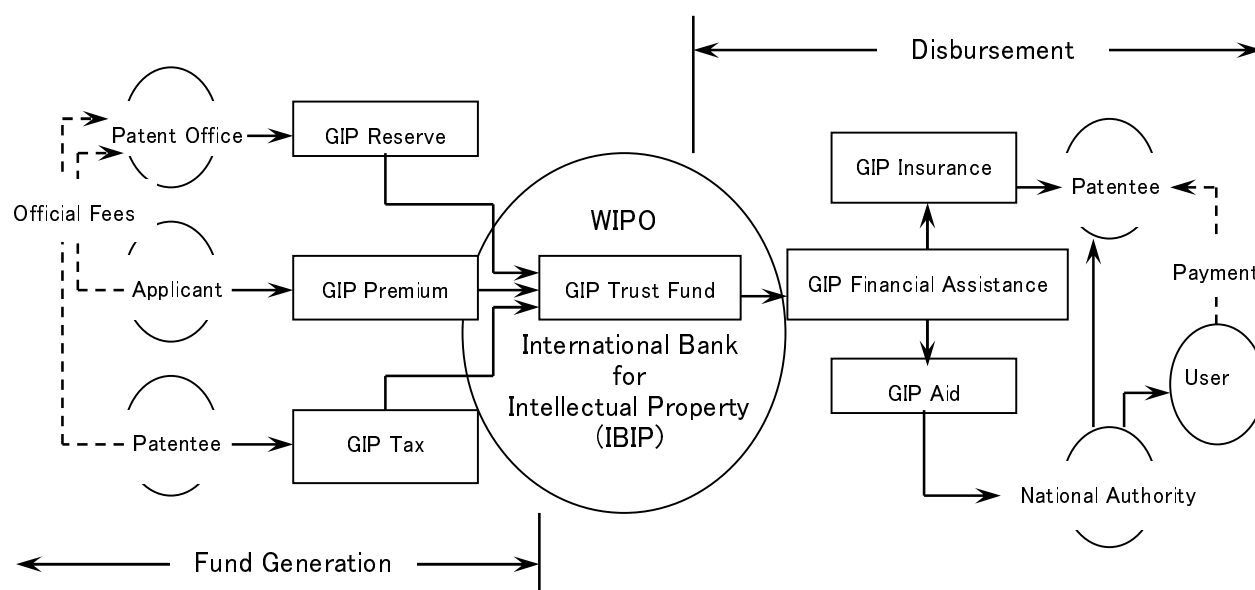 Disbursement
Patent Office
GIP Reserve
GIP Insurance
Patentee
Official Fees
WIPO
Applicant
GIP Premium
GIP Trust Fund
GIP Financial Assistance
Payment
International Bank
for
Intellectual Property
(IBIP)
GIP Aid
User
Patentee
GIP Tax
National Authority
Fund Generation